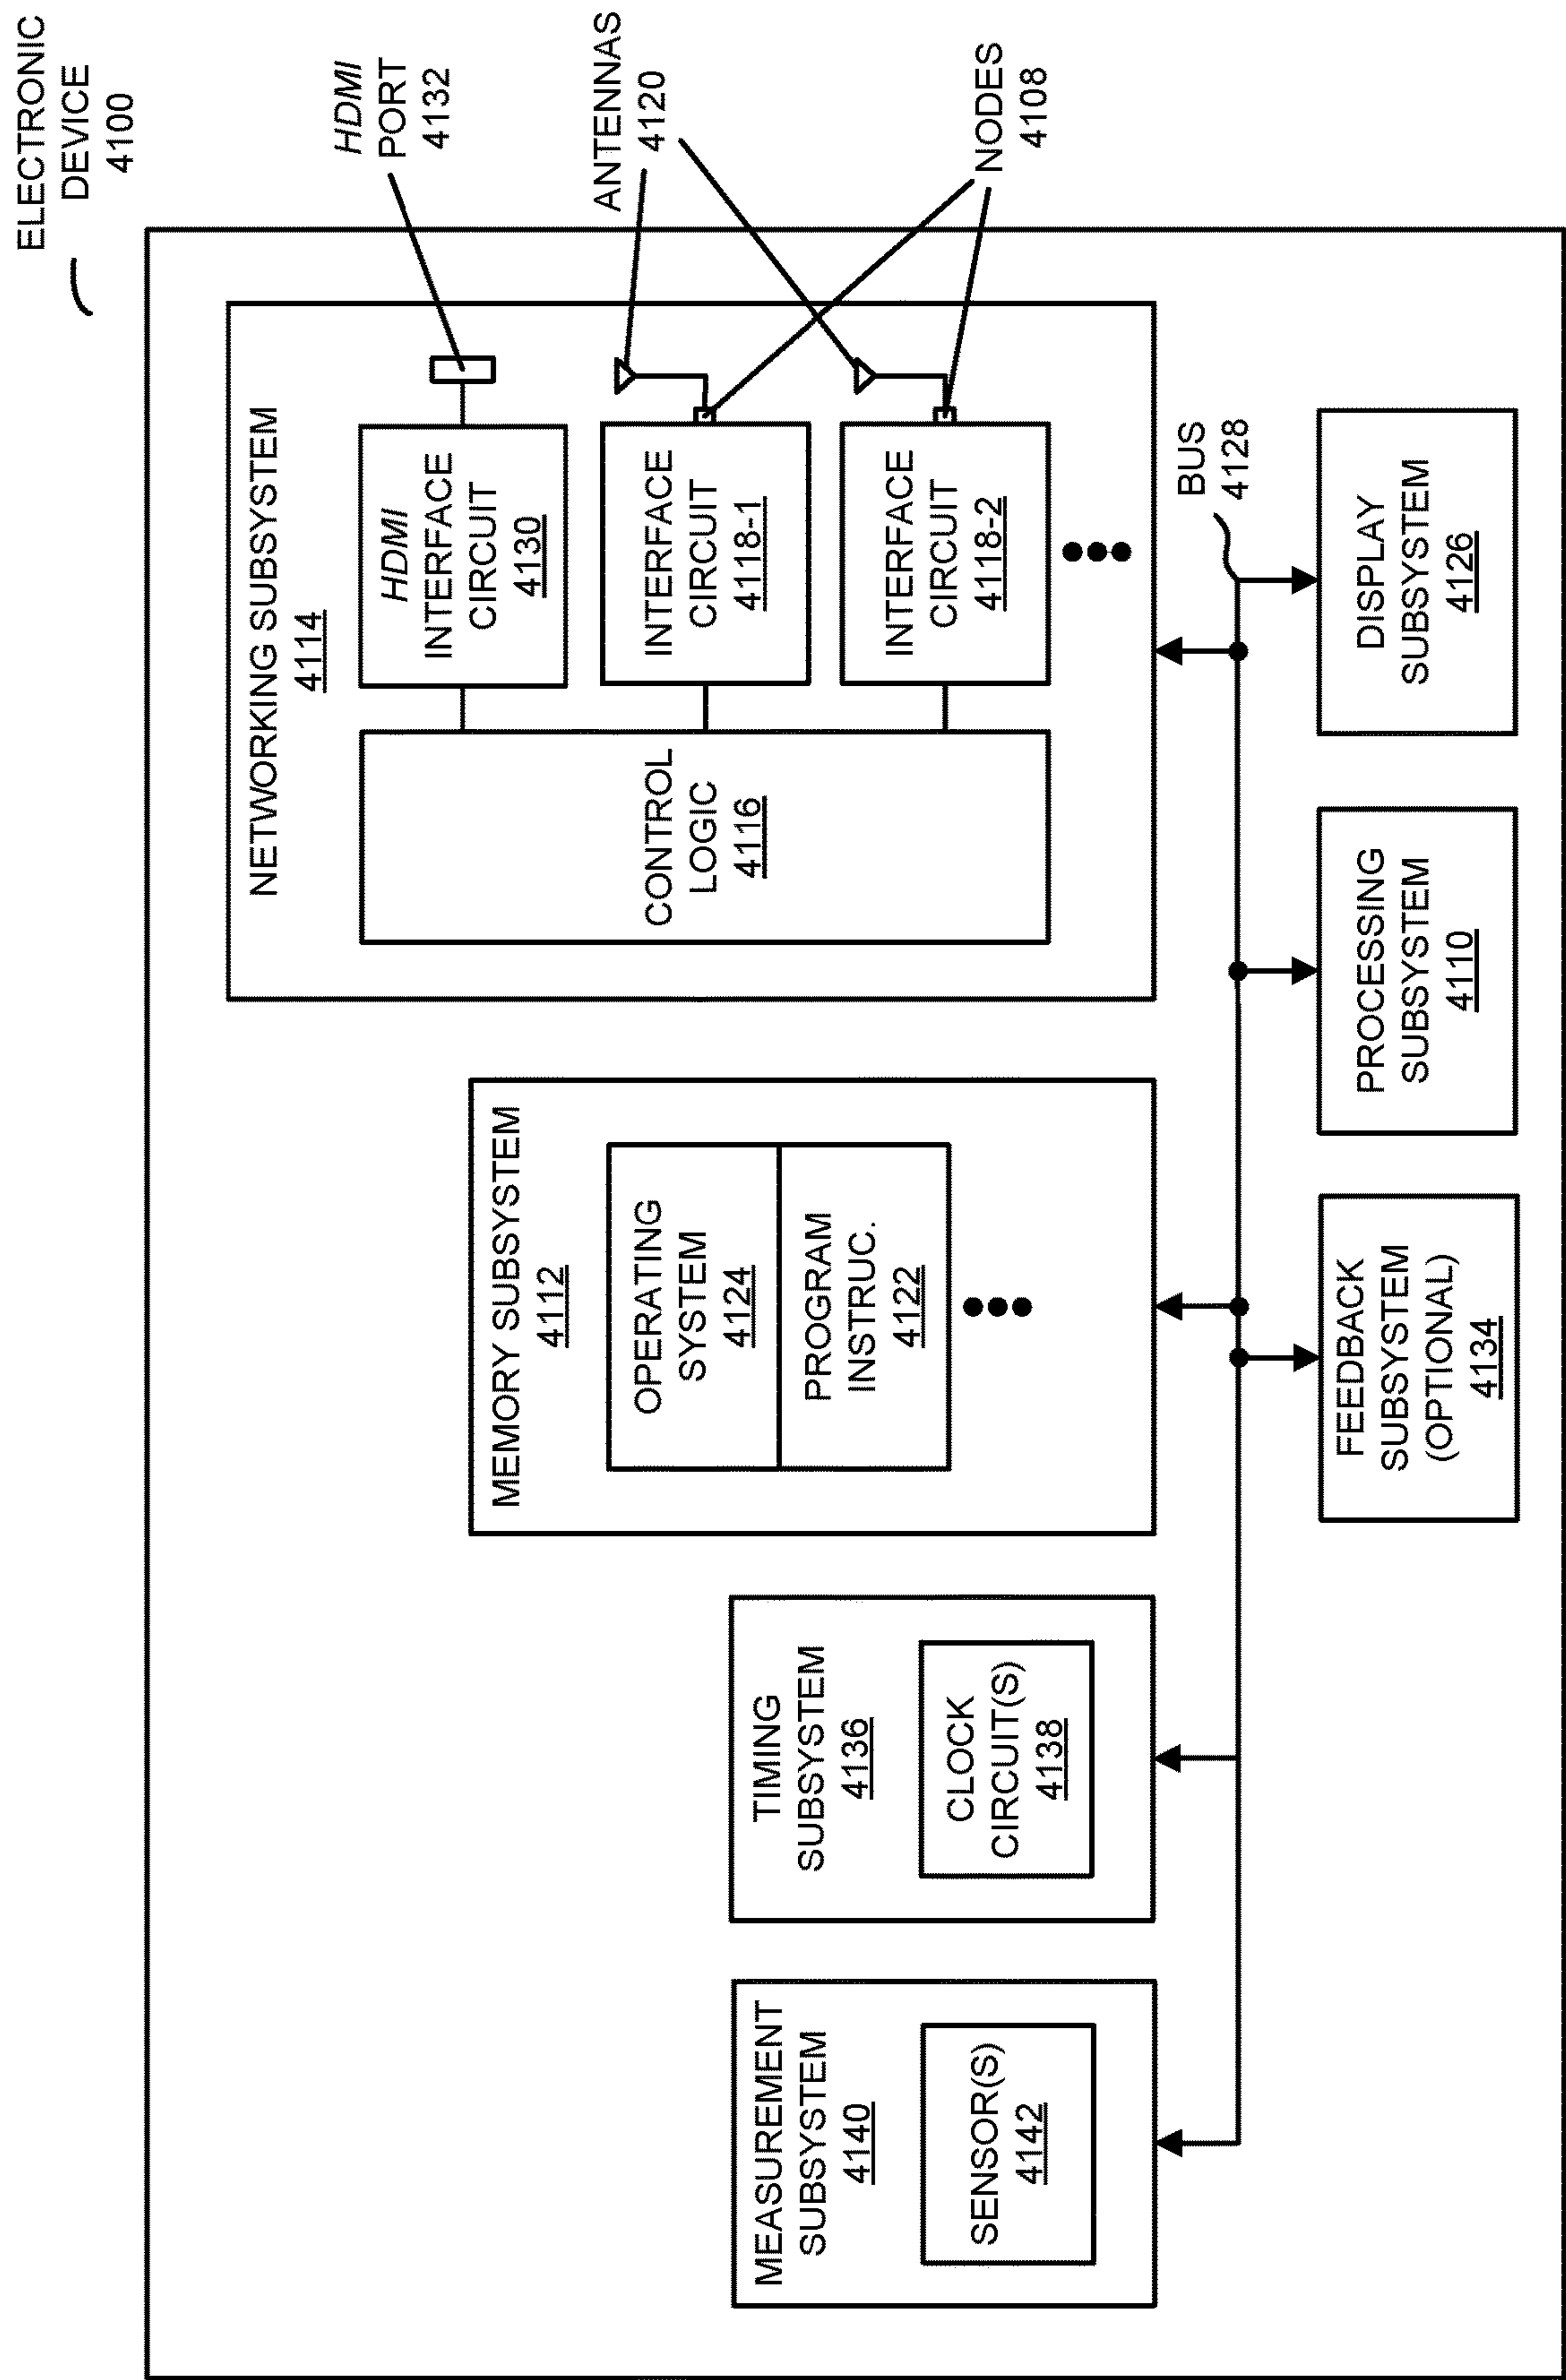 ELECTRONIC
DEVICE
4100
HDMI
PORT
4132
ANTENNAS
4120
NODES
4108
NETWORKING SUBSYSTEM
4114
HDMI
INTERFACE
CIRCUIT
4130
INTERFACE
CIRCUIT
4118-1
INTERFACE
CIRCUIT
4118-2
CONTROL
LOGIC
4116
MEMORY SUBSYSTEM
4112
OPERATING
SYSTEM
4124
PROGRAM
INSTRUC.
4122
TIMING
SUBSYSTEM
4136
CLOCK
CIRCUIT(S)
4138
MEASUREMENT
SUBSYSTEM
4140
SENSOR(S)
4142
BUS
4128
FEEDBACK
SUBSYSTEM
(OPTIONAL)
4134
PROCESSING
SUBSYSTEM
4110
DISPLAY
SUBSYSTEM
4126